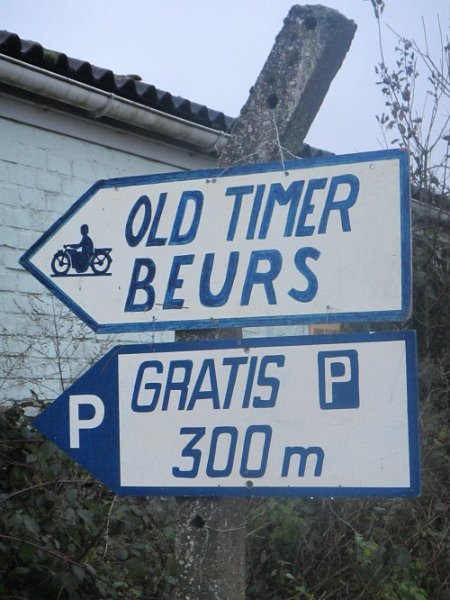 OLD TIMER
BEURS
P GRATIS P
300 m